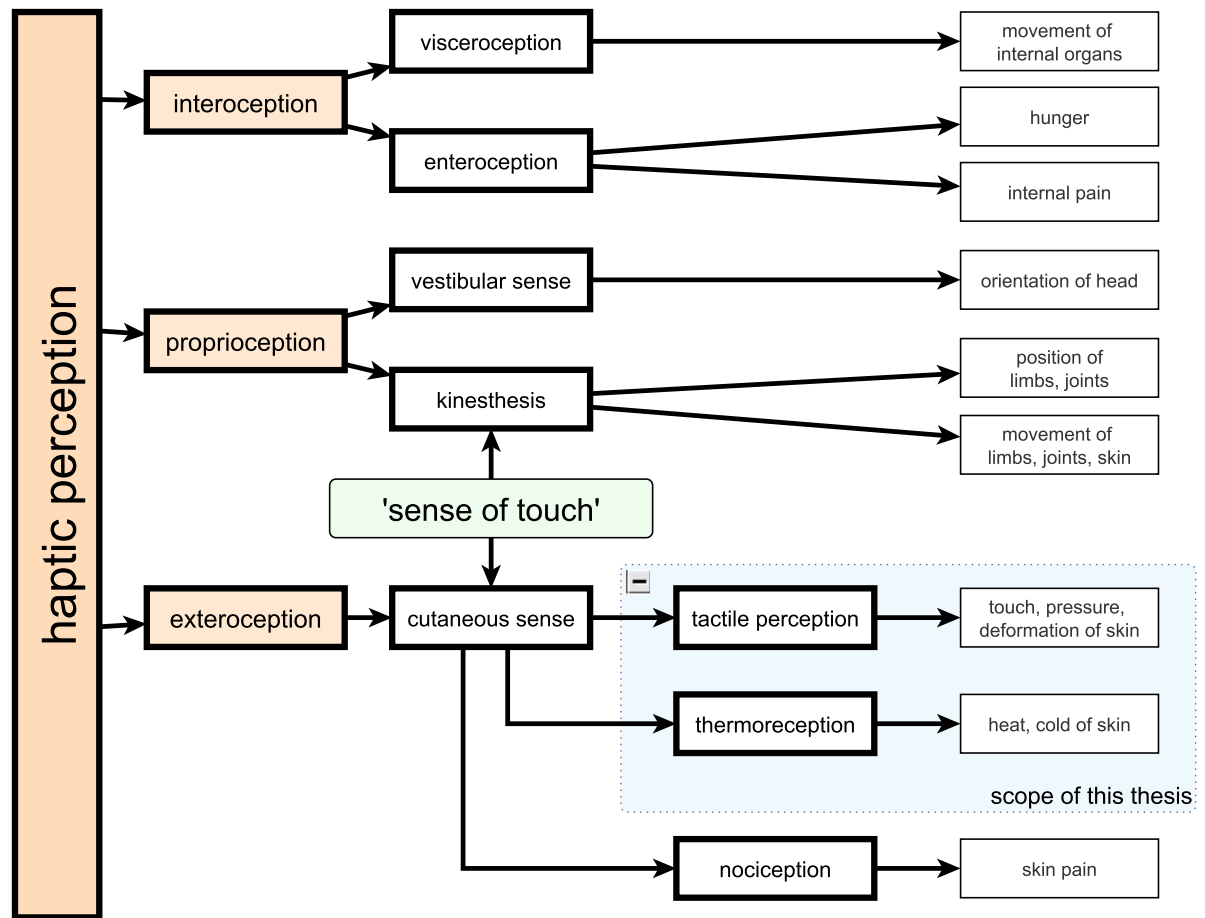 haptic perception
interoception
visceroception
movement of
internal organs
enteroception
hunger
internal pain
proprioception
vestibular sense
orientation of head
kinesthesis
position of
limbs, joints
movement of
limbs, joints, skin
'sense of touch'
exteroception
cutaneous sense
tactile perception
touch, pressure,
deformation of skin
thermoreception
heat, cold of skin
scope of this thesis
nociception
skin pain